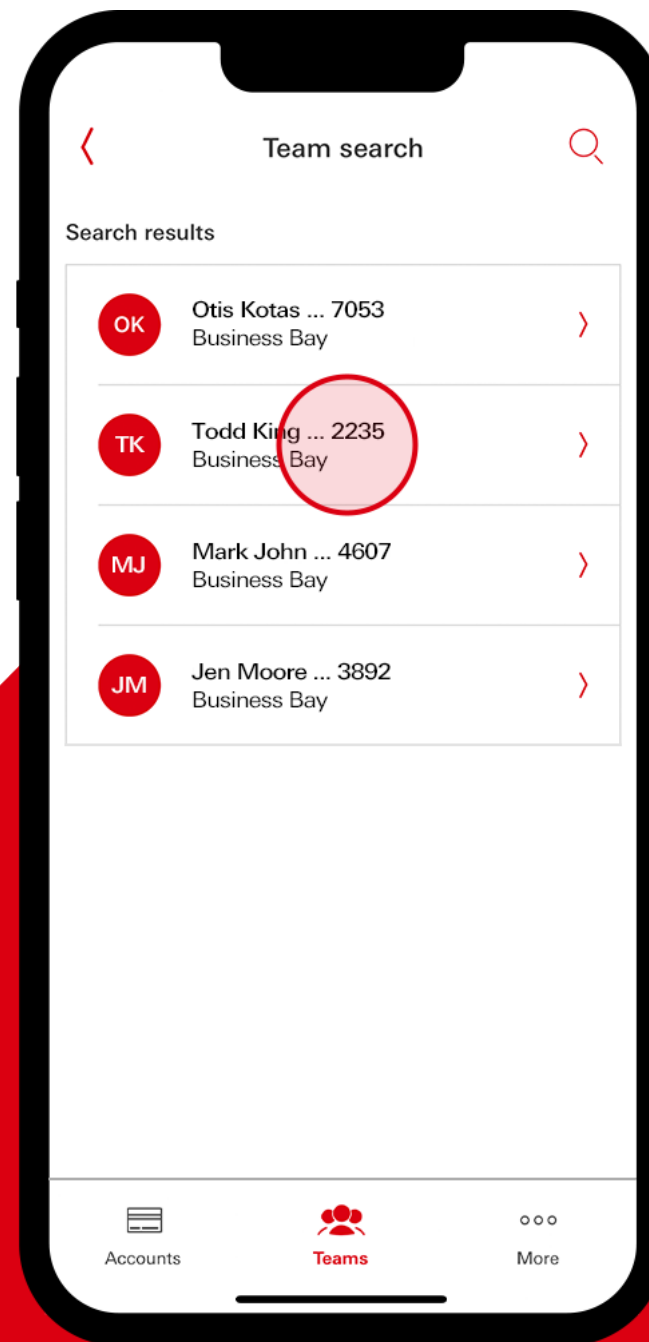 Team search
Search results
OK
Otis Kotas ... 7053
Business Bay
TK
Todd King ... 2235
Business Bay
MJ
Mark John ... 4607
Business Bay
JM
Jen Moore ... 3892
Business Bay
Accounts
Teams
More